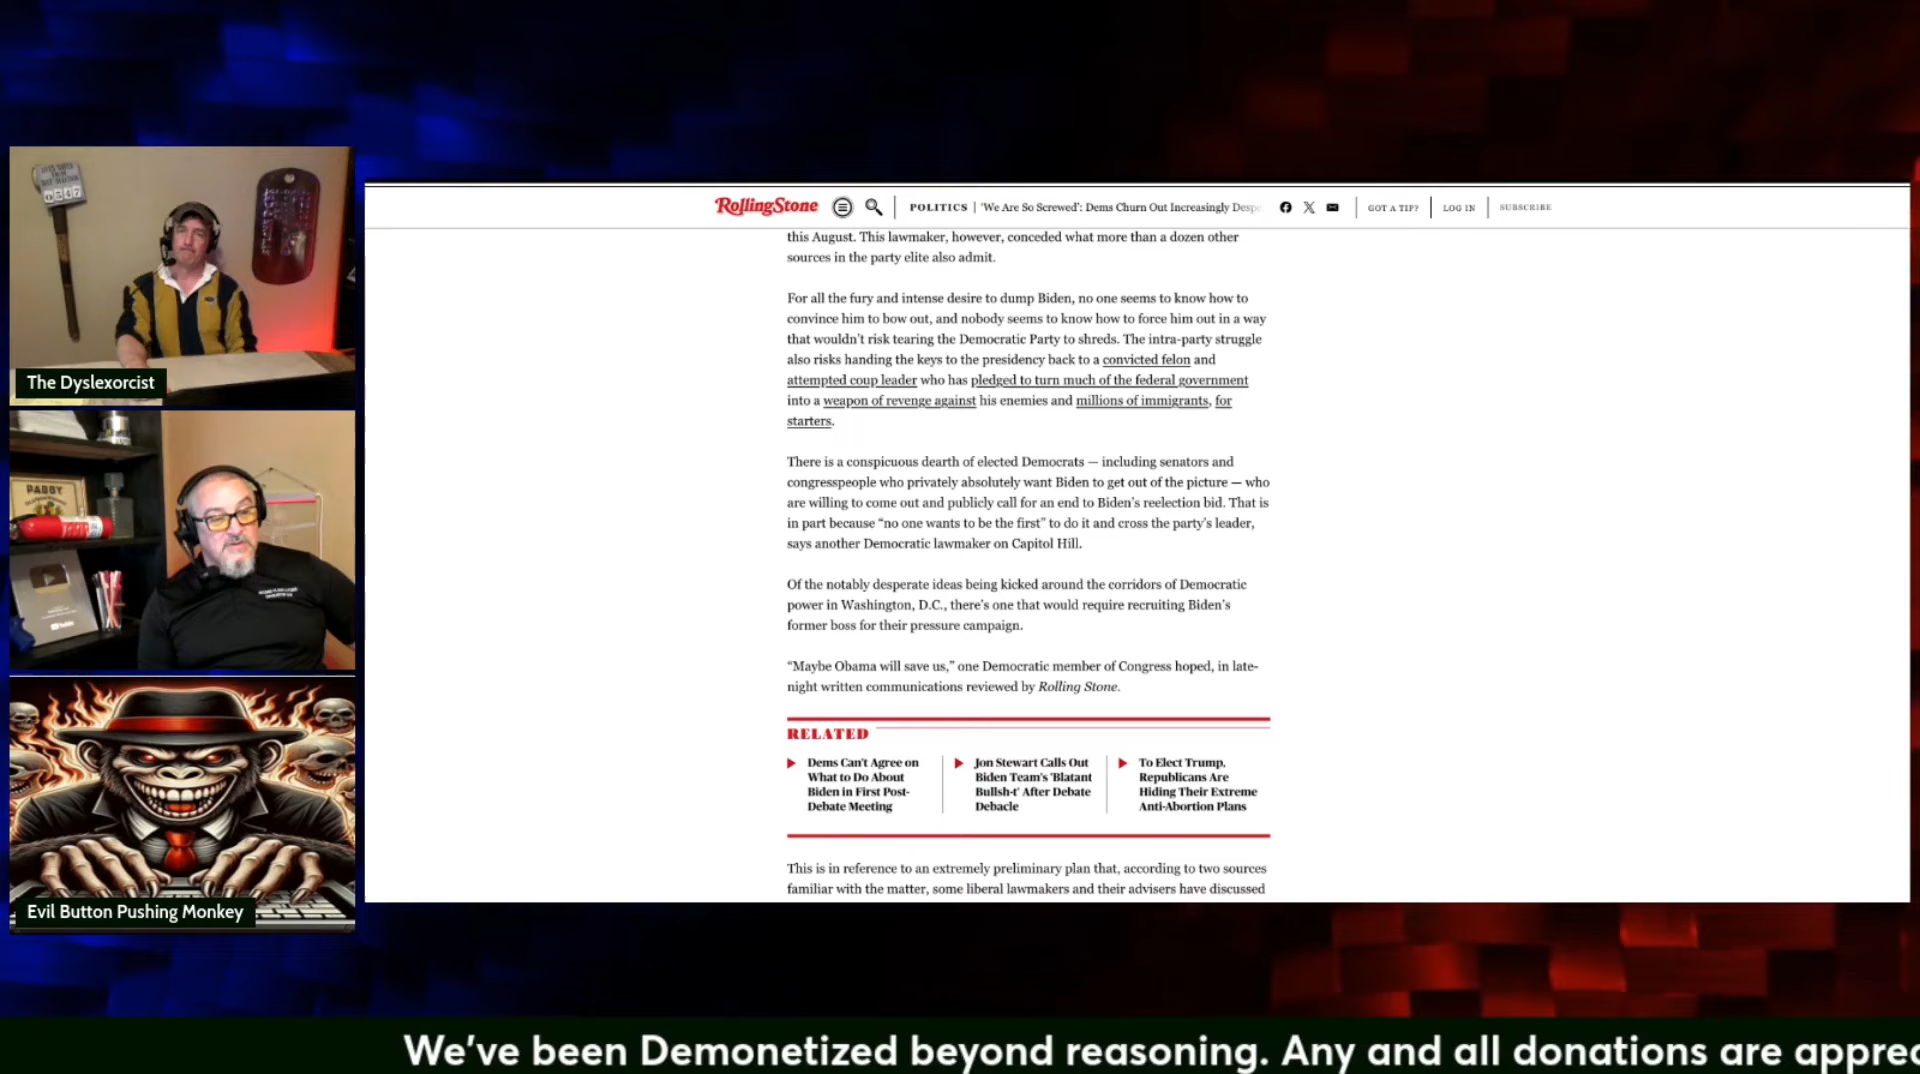 0547
The Dyslexorcist
PABBY
YouTube
Evil Button Pushing Monkey
RollingStone
POLITICS | 'We Are So Screwed': Dems Churn Out Increasingly Despe
GOT A TIP?
LOG IN
SUBSCRIBE
this August. This lawmaker, however, conceded what more than a dozen other
sources in the party elite also admit.
For all the fury and intense desire to dump Biden, no one seems to know how to
convince him to bow out, and nobody seems to know how to force him out in a way
that wouldn't risk tearing the Democratic Party to shreds. The intra-party struggle
also risks handing the keys to the presidency back to a convicted felon and
attempted coup leader who has pledged to turn much of the federal government
into a weapon of revenge against his enemies and millions of immigrants, for
starters.
There is a conspicuous dearth of elected Democrats — including senators and
congresspeople who privately absolutely want Biden to get out of the picture — who
are willing to come out and publicly call for an end to Biden's reelection bid. That is
in part because “no one wants to be the first” to do it and cross the party's leader,
says another Democratic lawmaker on Capitol Hill.
Of the notably desperate ideas being kicked around the corridors of Democratic
power in Washington, D.C., there's one that would require recruiting Biden's
former boss for their pressure campaign.
“Maybe Obama will save us,” one Democratic member of Congress hoped, in late-
night written communications reviewed by Rolling Stone.
RELATED
Dems Can't Agree on
What to Do About
Biden in First Post-
Debate Meeting
Jon Stewart Calls Out
Biden Team's 'Blatant
Bullsh-t' After Debate
Debacle
To Elect Trump,
Republicans Are
Hiding Their Extreme
Anti-Abortion Plans
This is in reference to an extremely preliminary plan that, according to two sources
familiar with the matter, some liberal lawmakers and their advisers have discussed
We've been Demonetized beyond reasoning. Any and all donations are apprec